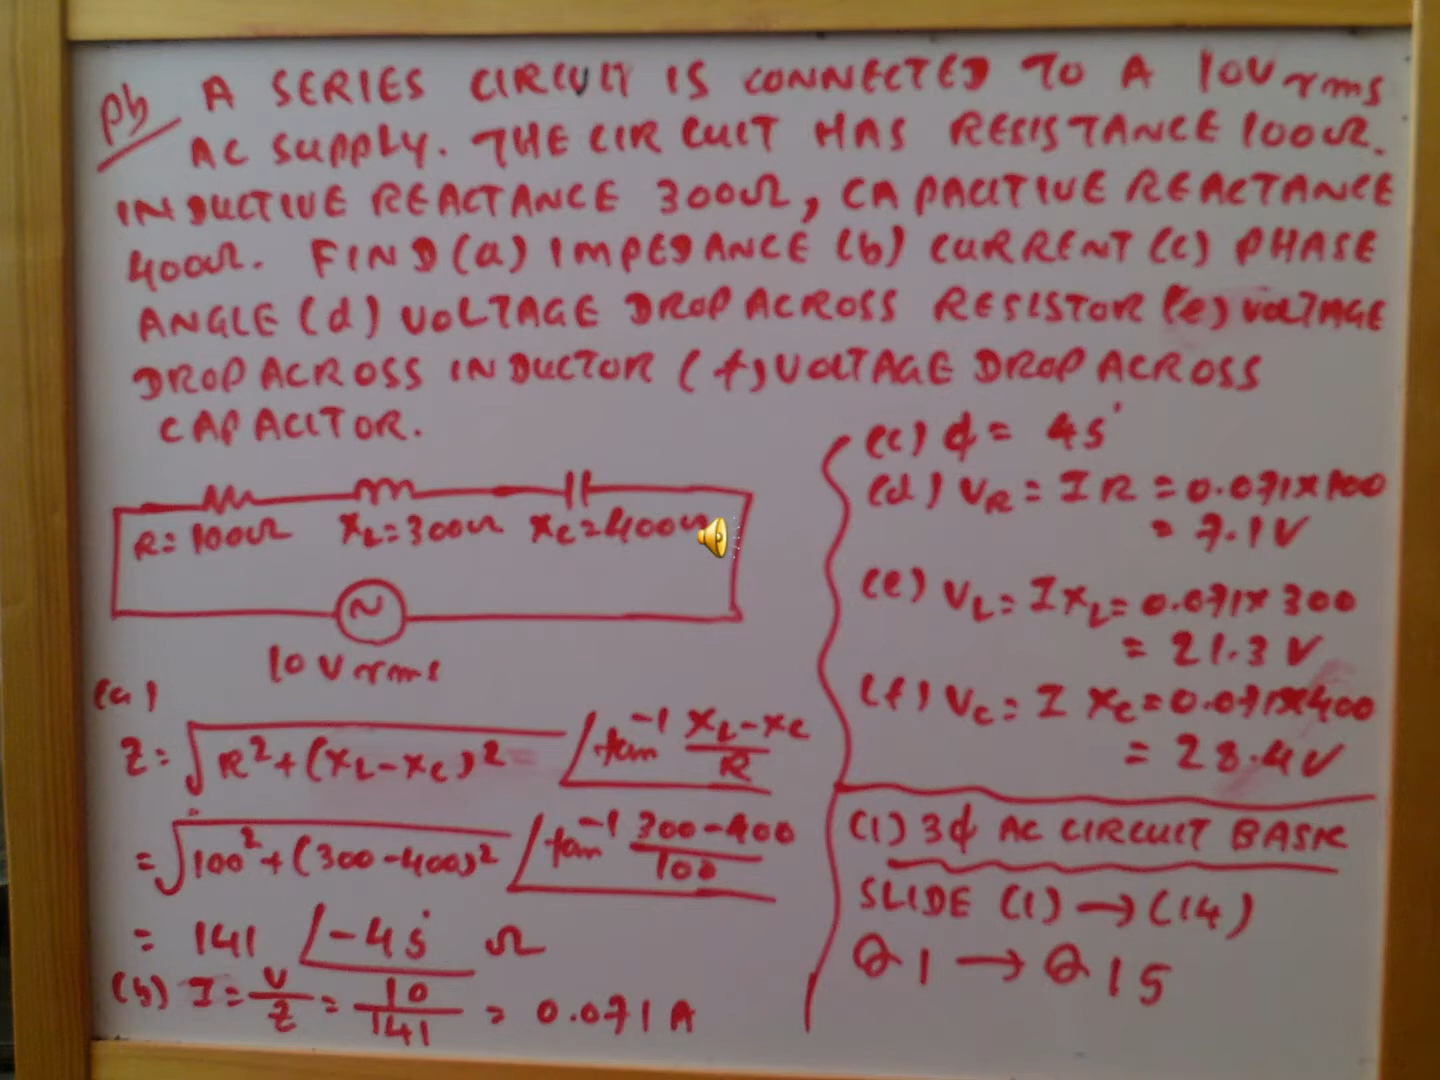 Pb A SERIES CIRCUIT IS CONNECTED TO A 10V rms
AC SUPPLY. THE CIRCUIT HAS RESISTANCE 100Ω.
INDUCTIVE REACTANCE 300Ω, CAPACITIVE REACTANCE
400Ω. FIND (a) IMPEDANCE (b) CURRENT (c) PHASE
ANGLE (d) VOLTAGE DROP ACROSS RESISTOR (e) VOLTAGE
DROP ACROSS INDUCTOR (f) VOLTAGE DROP ACROSS
CAPACITOR.
R = 100Ω XL = 300Ω XC = 400Ω
~
10 V rms
(a)
Z = √R² + (XL - XC)² ∠tan⁻¹ XL - XC / R
= √100² + (300 - 400)² ∠tan⁻¹ 300 - 400 / 100
= 141 ∠-45° Ω
(b) I = V/Z = 10/141 = 0.071 A
(c) ϕ = 45°
(d) VR = I R = 0.071 × 100
= 7.1 V
(e) VL = I XL = 0.071 × 300
= 21.3 V
(f) VC = I XC = 0.071 × 400
= 28.4 V
(1) 3ϕ AC CIRCUIT BASIC
SLIDE (1) → (14)
Q1 → Q15